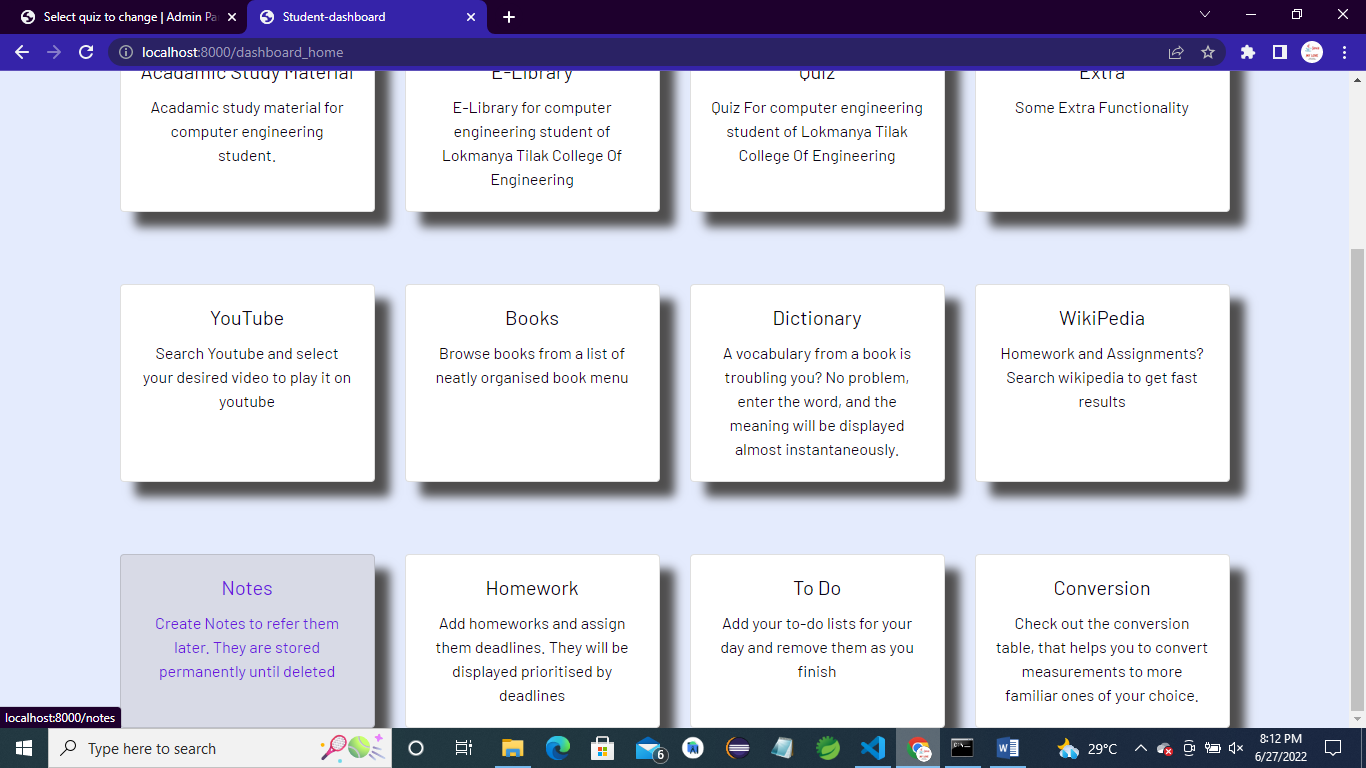 Select quiz to change | Admin Pa
Student-dashboard
localhost:8000/dashboard_home
Acadamic Study Material
E-Library
Quiz
Extra
Acadamic study material for
computer engineering
student.
E-Library for computer
engineering student of
Lokmanya Tilak College Of
Engineering
Quiz For computer engineering
student of Lokmanya Tilak
College Of Engineering
Some Extra Functionality
YouTube
Search Youtube and select
your desired video to play it on
youtube
Books
Browse books from a list of
neatly organised book menu
Dictionary
A vocabulary from a book is
troubling you? No problem,
enter the word, and the
meaning will be displayed
almost instantaneously.
WikiPedia
Homework and Assignments?
Search wikipedia to get fast
results
Notes
Create Notes to refer them
later. They are stored
permanently until deleted
Homework
Add homeworks and assign
them deadlines. They will be
displayed prioritised by
deadlines
To Do
Add your to-do lists for your
day and remove them as you
finish
Conversion
Check out the conversion
table, that helps you to convert
measurements to more
familiar ones of your choice.
localhost:8000/notes
Type here to search
6
29°C
8:12 PM
6/27/2022